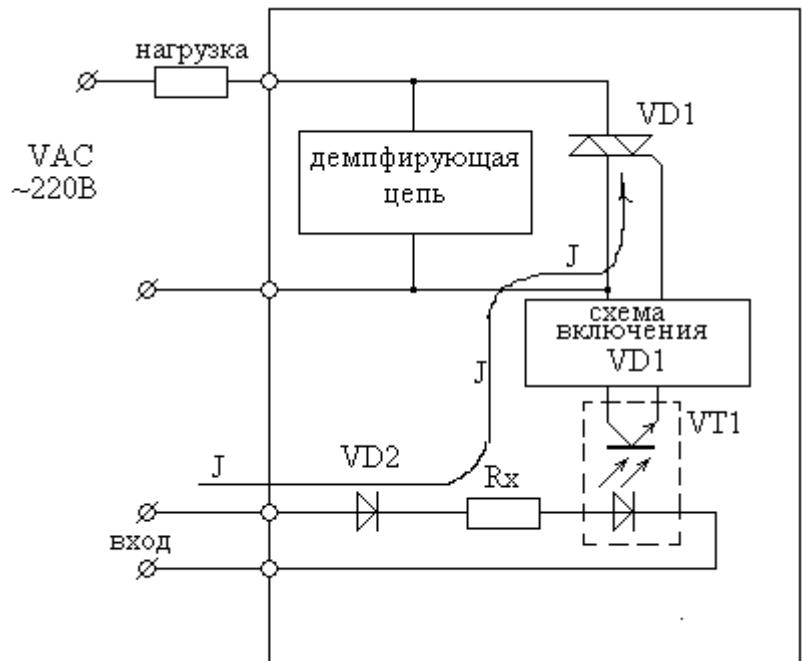 нагрузка
VD1
VAC
~220В
демпфирующая
цепь
J
схема
включения
VD1
J
VT1
J
VD2
Rx
вход